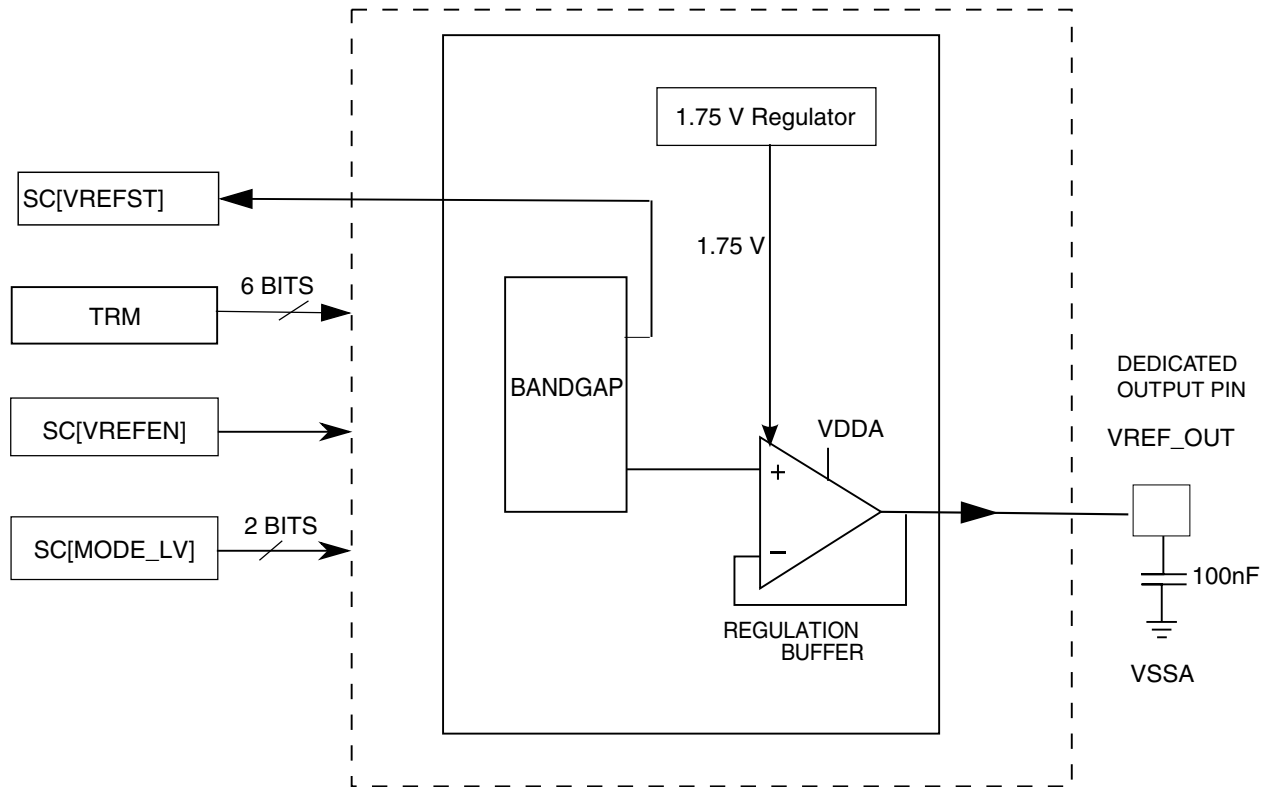 1.75 V Regulator
SC[VREFST]
1.75 V
6 BITS
TRM
BANDGAP
SC[VREFEN]
VDDA
+
−
2 BITS
SC[MODE_LV]
REGULATION
BUFFER
DEDICATED
OUTPUT PIN
VREF_OUT
100nF
VSSA